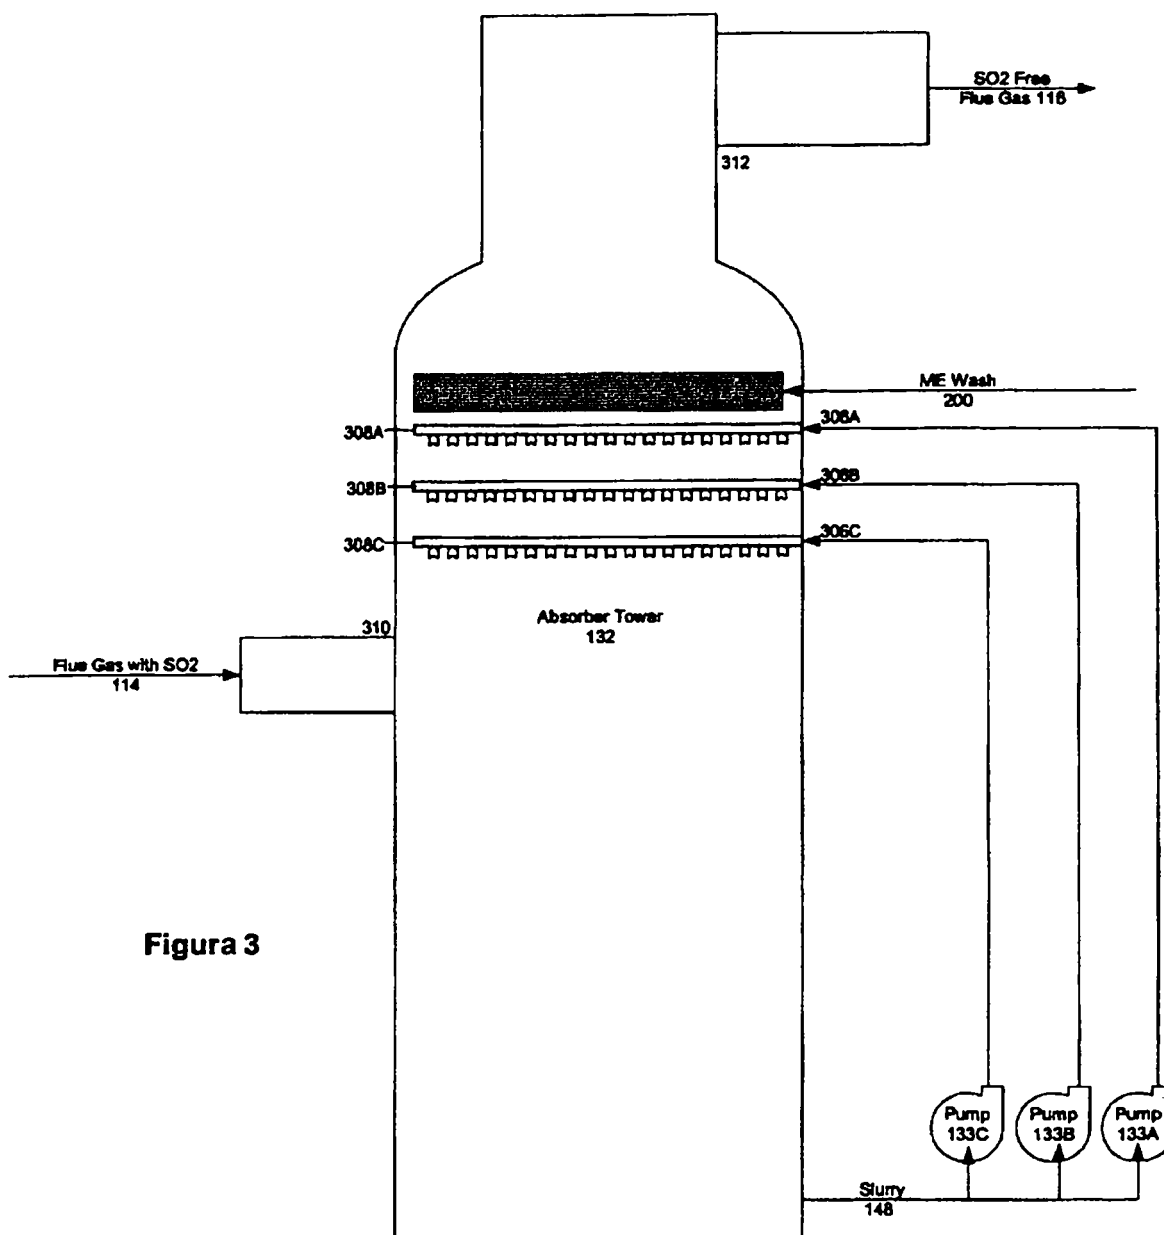 SO2 Free
Flue Gas 116
312
ME Wash
200
308A
306A
308B
306B
308C
306C
Absorber Tower
132
310
Flue Gas with SO2
114
Figura 3
Pump
133C
Pump
133B
Pump
133A
Slurry
148